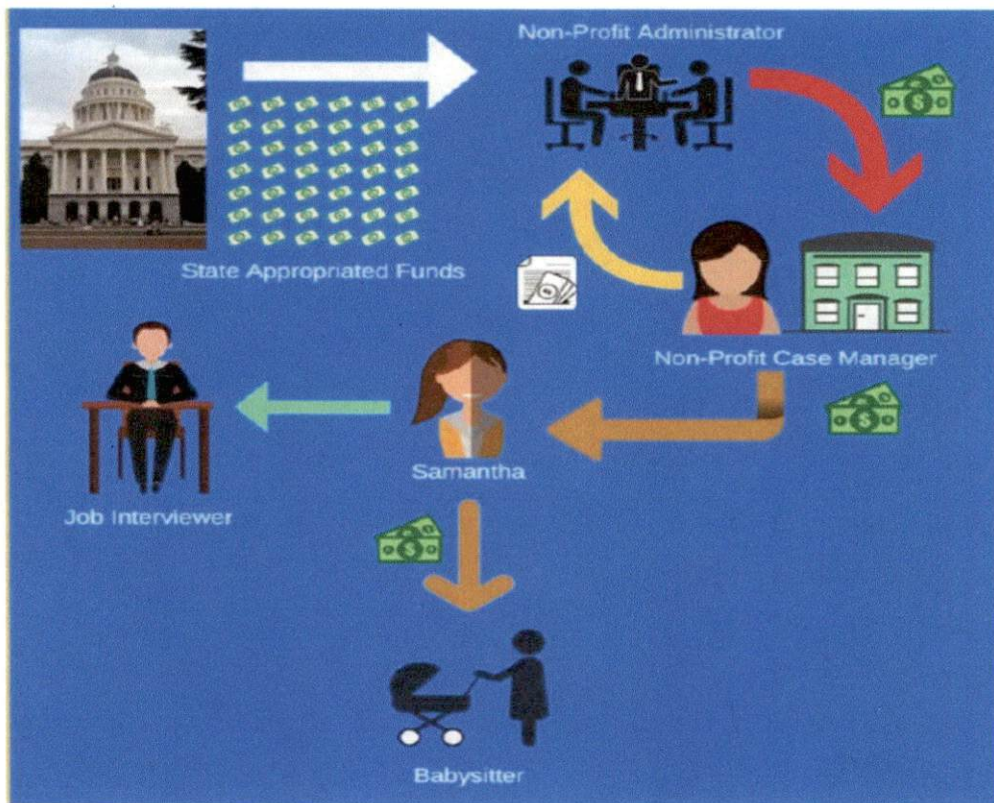 Non-Profit Administrator
State Appropriated Funds
Non-Profit Case Manager
Samantha
Job Interviewer
Babysitter